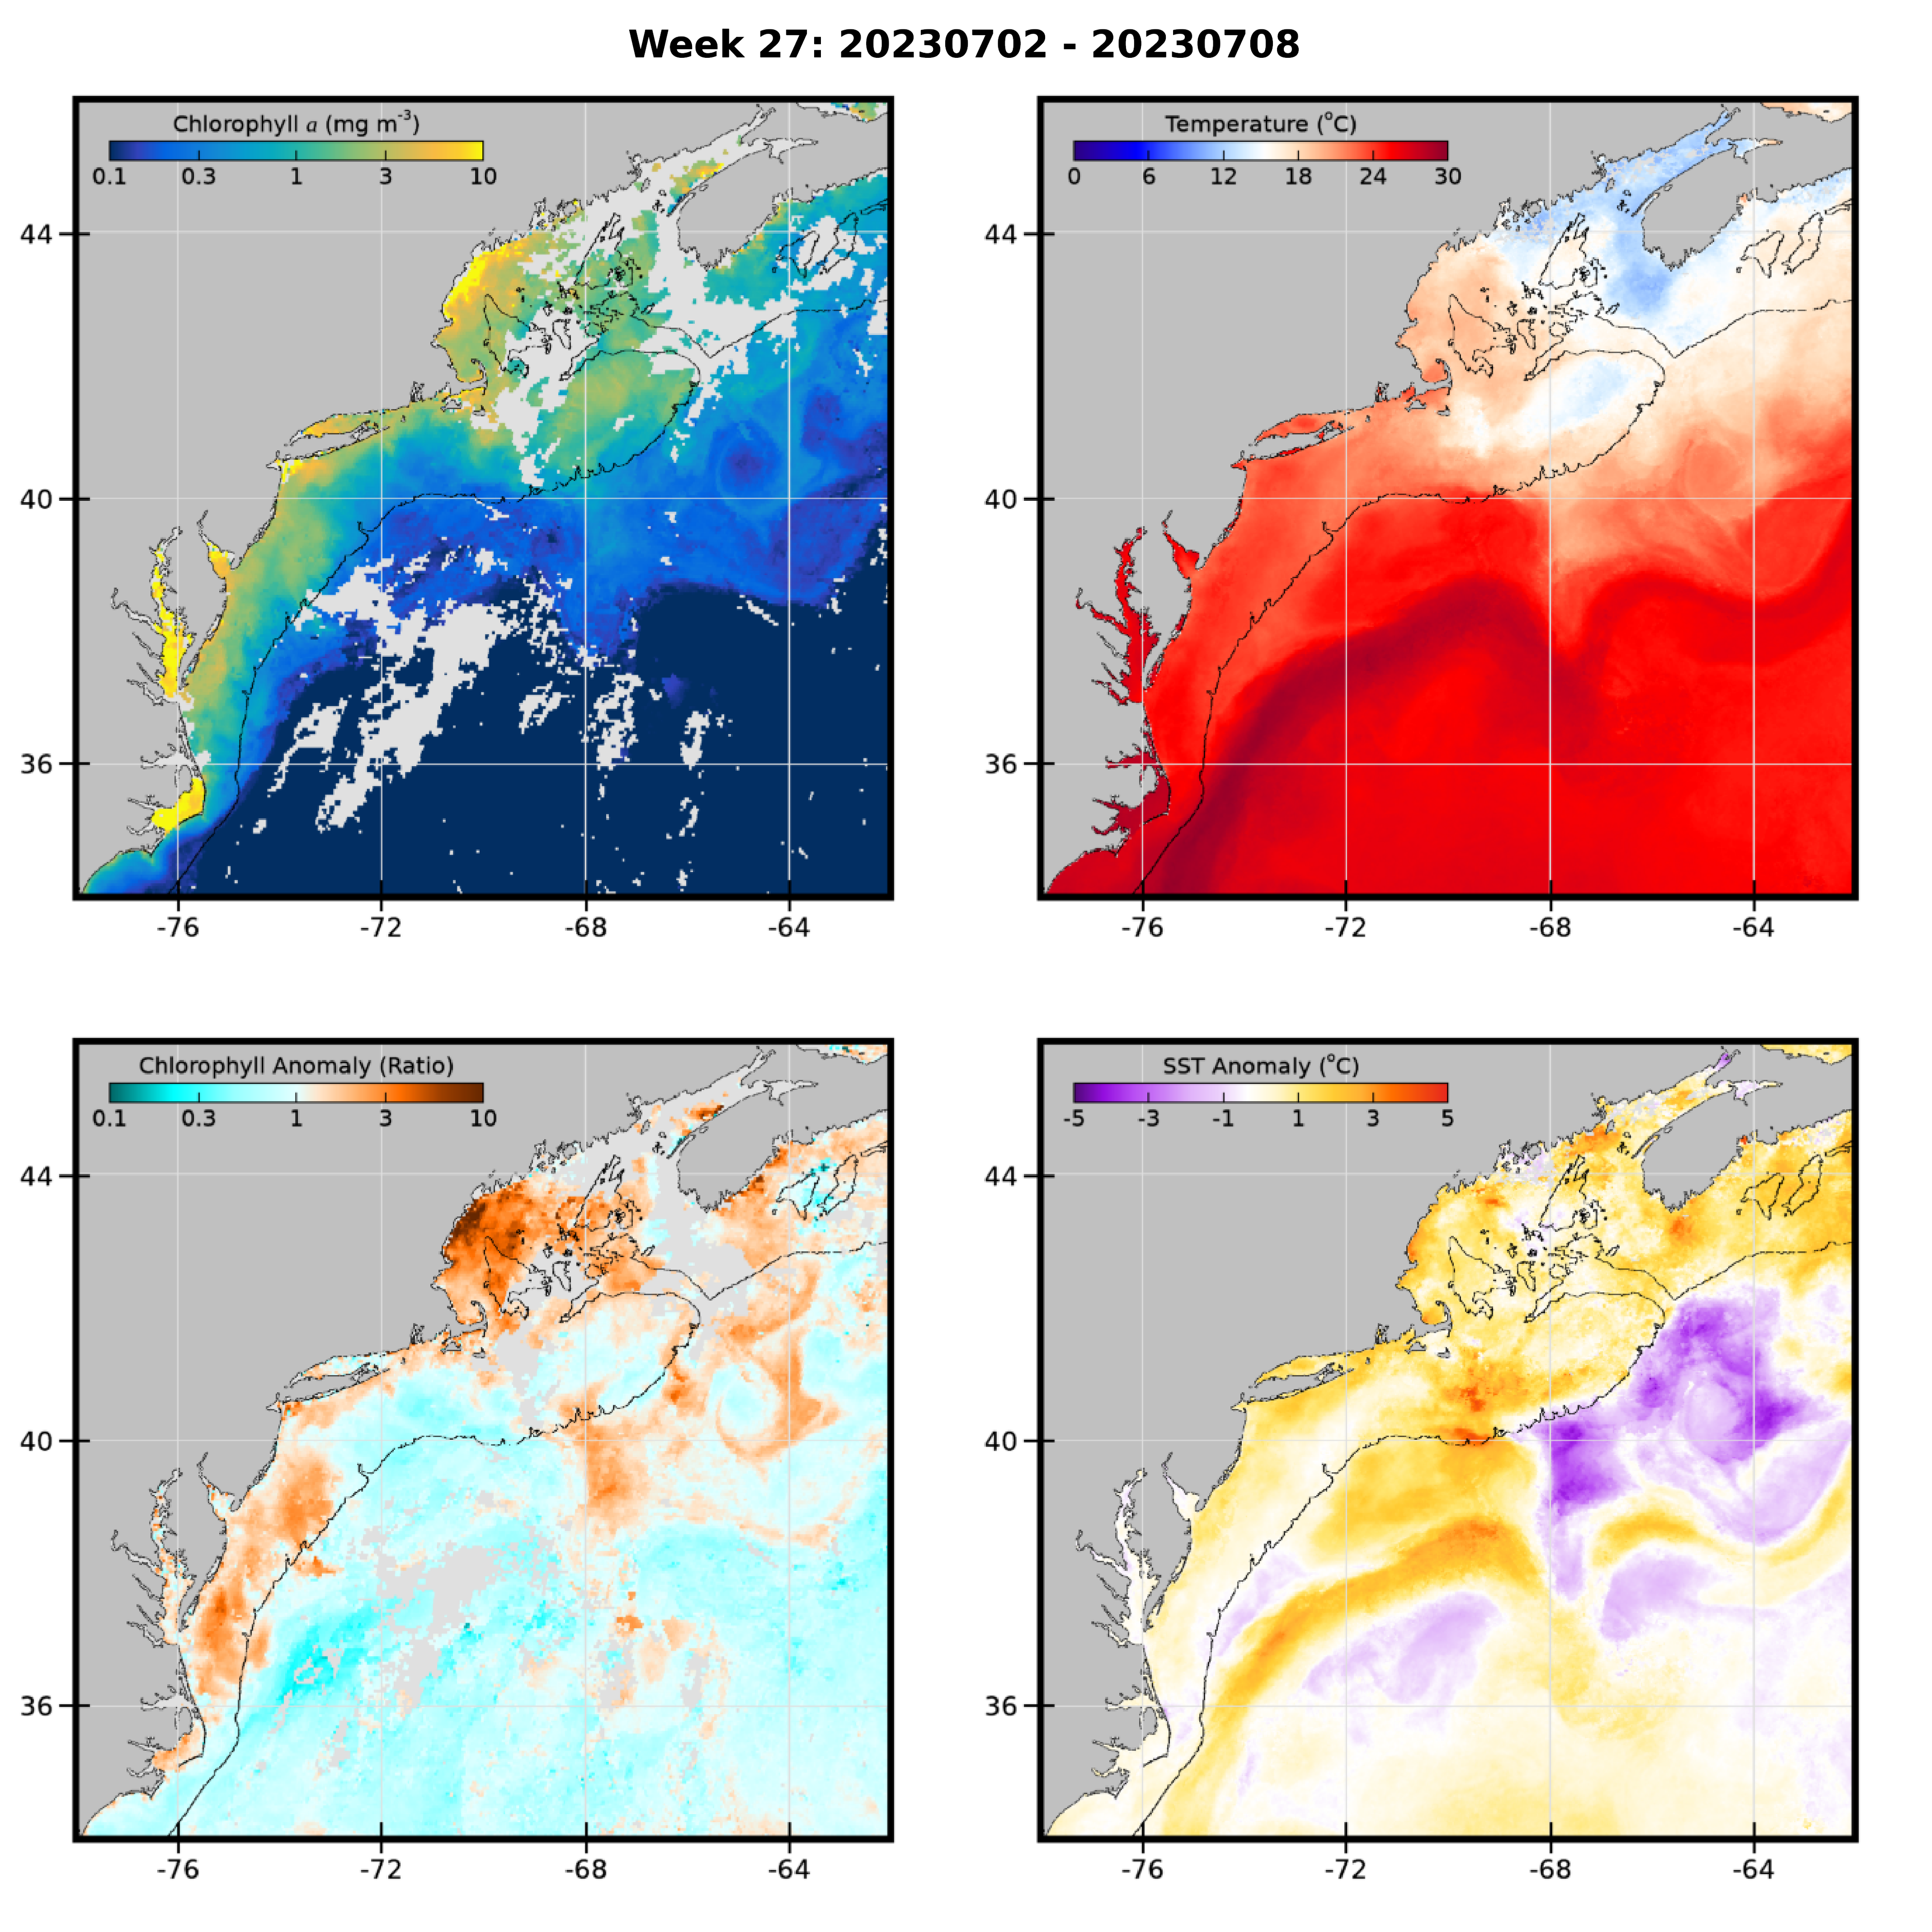 Week 27: 20230702 - 20230708
Chlorophyll a (mg m⁻³)
0.1 0.3 1 3 10
44
40
36
-76 -72 -68 -64
Temperature (°C)
0 6 12 18 24 30
44
40
36
-76 -72 -68 -64
Chlorophyll Anomaly (Ratio)
0.1 0.3 1 3 10
44
40
36
-76 -72 -68 -64
SST Anomaly (°C)
-5 -3 -1 1 3 5
44
40
36
-76 -72 -68 -64